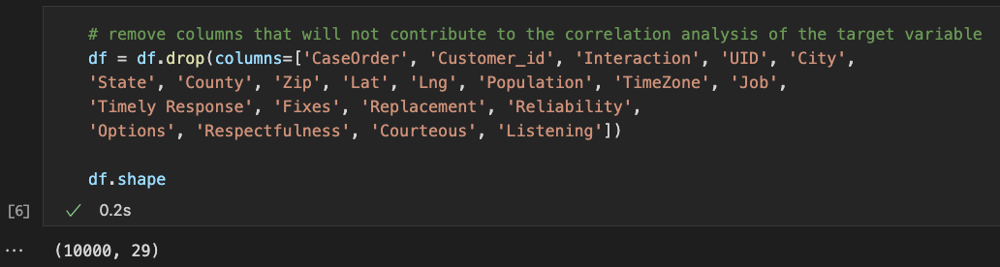 # remove columns that will not contribute to the correlation analysis of the target variable
df = df.drop(columns=['CaseOrder', 'Customer_id', 'Interaction', 'UID', 'City',
'State', 'County', 'Zip', 'Lat', 'Lng', 'Population', 'TimeZone', 'Job',
'Timely Response', 'Fixes', 'Replacement', 'Reliability',
'Options', 'Respectfulness', 'Courteous', 'Listening'])
df.shape
[6] ✓ 0.2s
... (10000, 29)